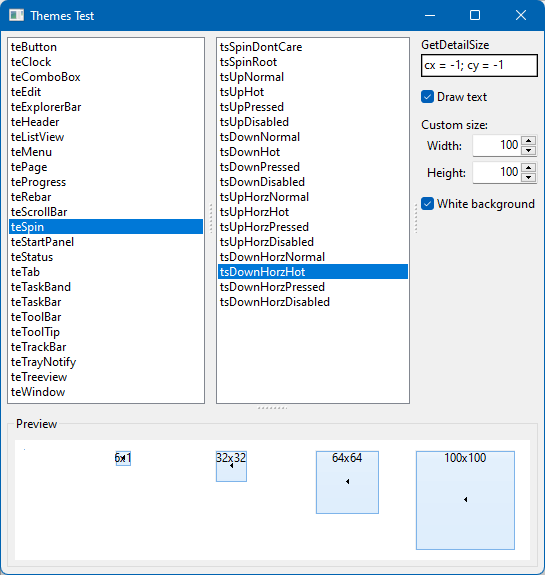 Themes Test
teButton
teClock
teComboBox
teEdit
teExplorerBar
teHeader
teListView
teMenu
tePage
teProgress
teRebar
teScrollBar
teSpin
teStartPanel
teStatus
teTab
teTaskBand
teTaskBar
teToolBar
teToolTip
teTrackBar
teTrayNotify
teTreeview
teWindow
tsSpinDontCare
tsSpinRoot
tsUpNormal
tsUpHot
tsUpPressed
tsUpDisabled
tsDownNormal
tsDownHot
tsDownPressed
tsDownDisabled
tsUpHorzNormal
tsUpHorzHot
tsUpHorzPressed
tsUpHorzDisabled
tsDownHorzNormal
tsDownHorzHot
tsDownHorzPressed
tsDownHorzDisabled
GetDetailSize
cx = -1; cy = -1
Draw text
Custom size:
Width: 100
Height: 100
White background
Preview
32x32 64x64 100x100